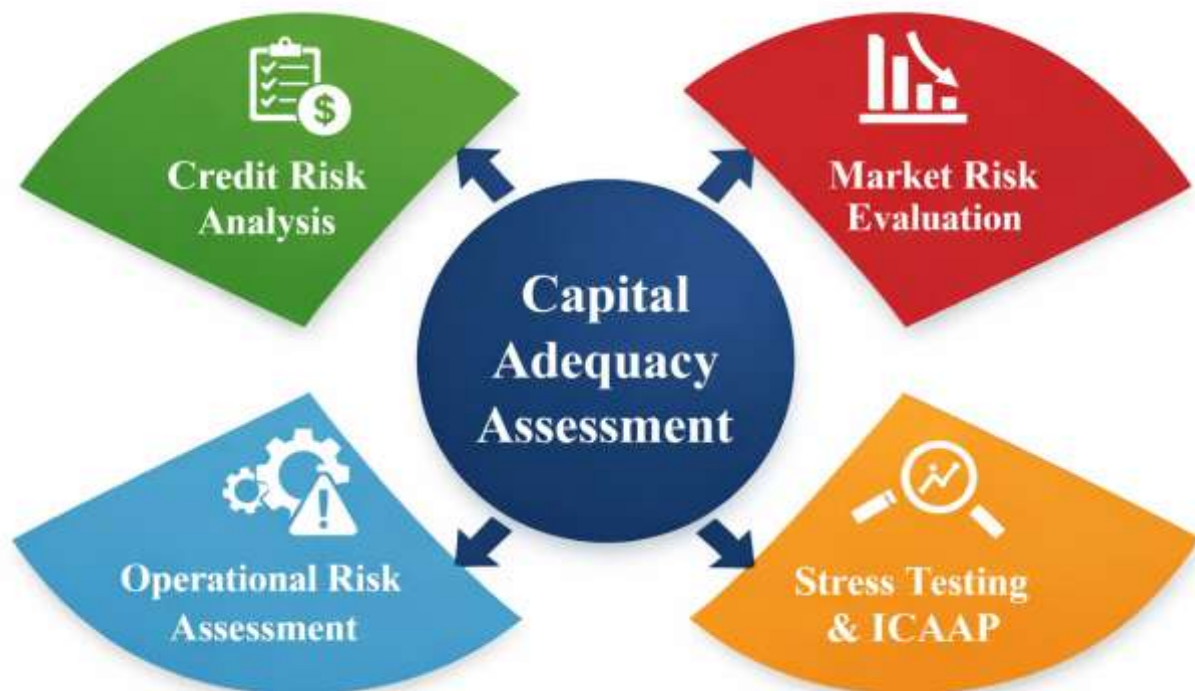 Credit Risk
Analysis
Market Risk
Evaluation
Capital
Adequacy
Assessment
Operational Risk
Assessment
Stress Testing
& ICAAP